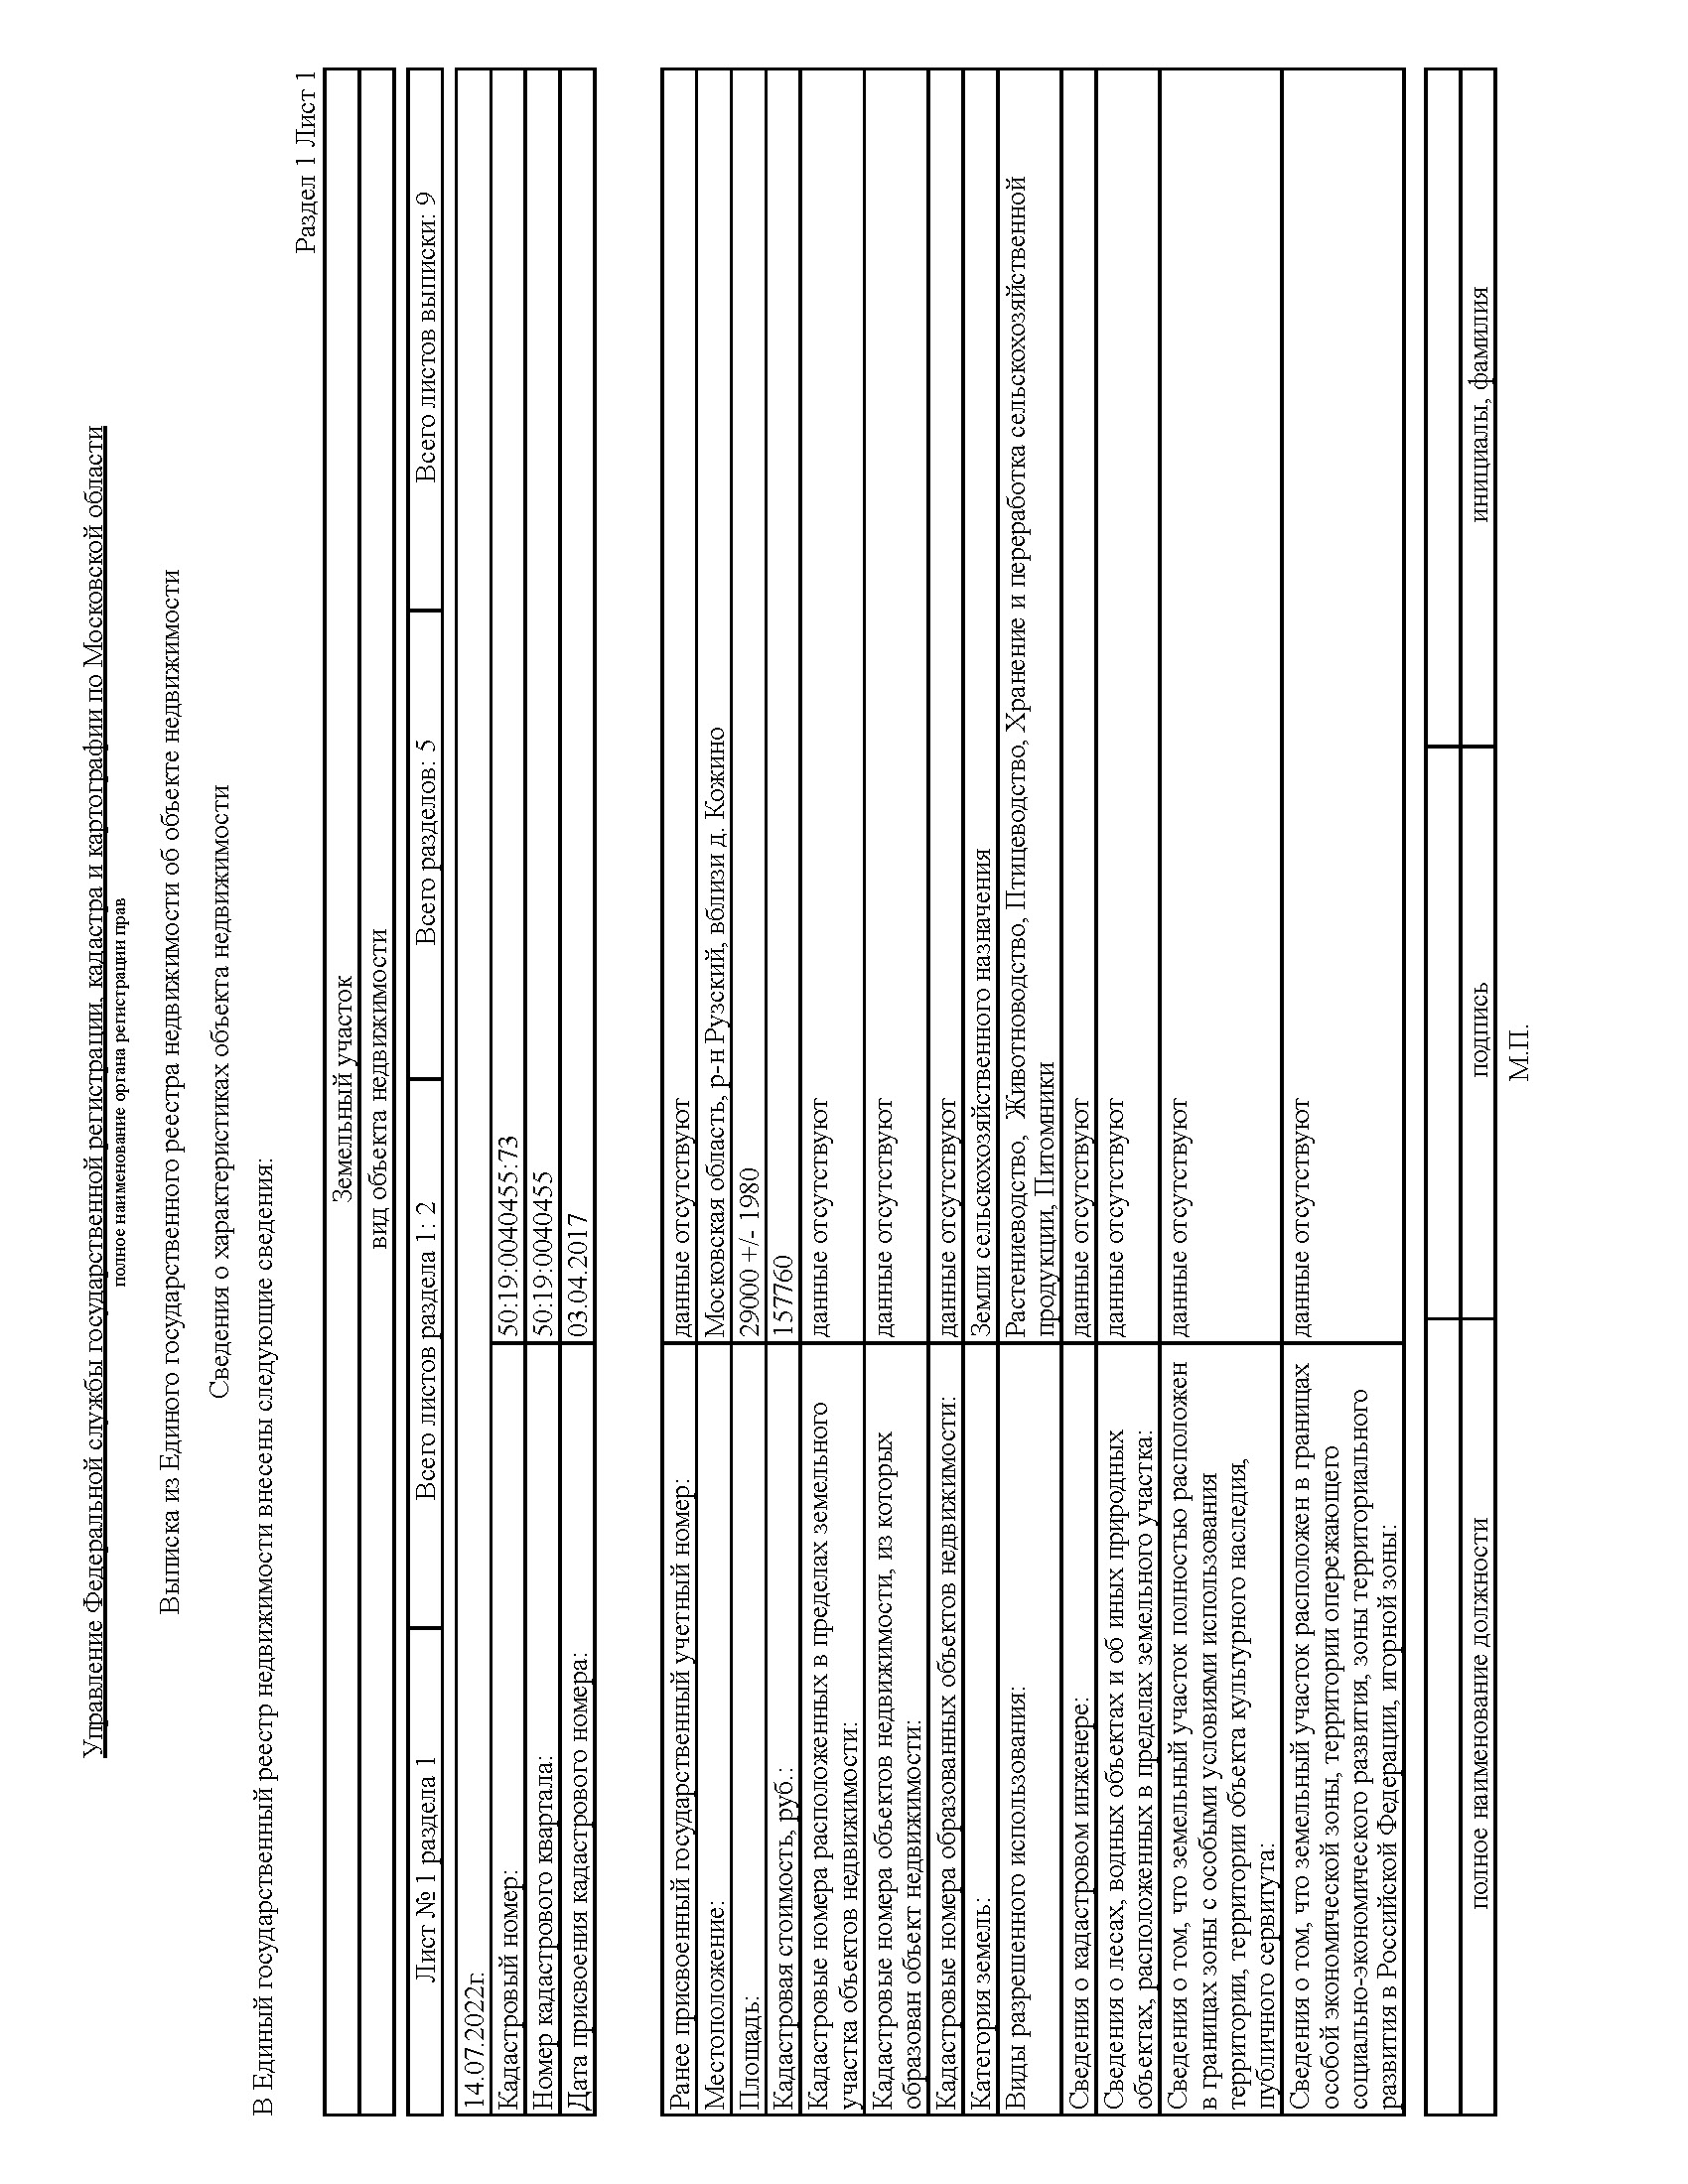 Управление Федеральной службы государственной регистрации, кадастра и картографии по Московской области
полное наименование органа регистрации прав
Выписка из Единого государственного реестра недвижимости об объекте недвижимости
Сведения о характеристиках объекта недвижимости
В Единый государственный реестр недвижимости внесены следующие сведения:
Раздел 1 Лист 1
Земельный участок
вид объекта недвижимости
Лист № 1 раздела 1 Всего листов раздела 1: 2 Всего разделов: 5 Всего листов выписки: 9
14.07.2022г.
Кадастровый номер: 50:19:0040455:73
Номер кадастрового квартала: 50:19:0040455
Дата присвоения кадастрового номера: 03.04.2017
Ранее присвоенный государственный учетный номер: данные отсутствуют
Местоположение: Московская область, р-н Рузский, вблизи д. Кожино
Площадь: 29000 +/- 1980
Кадастровая стоимость, руб.: 157760
Кадастровые номера расположенных в пределах земельного данные отсутствуют
участка объектов недвижимости:
Кадастровые номера объектов недвижимости, из которых данные отсутствуют
образован объект недвижимости:
Кадастровые номера образованных объектов недвижимости: данные отсутствуют
Категория земель: Земли сельскохозяйственного назначения
Виды разрешенного использования: Растениеводство, Животноводство, Птицеводство, Хранение и переработка сельскохозяйственной
продукции, Питомники
Сведения о кадастровом инженере: данные отсутствуют
Сведения о лесах, водных объектах и об иных природных данные отсутствуют
объектах, расположенных в пределах земельного участка:
Сведения о том, что земельный участок полностью расположен данные отсутствуют
в границах зоны с особыми условиями использования
территории, территории объекта культурного наследия,
публичного сервитута:
Сведения о том, что земельный участок расположен в границах данные отсутствуют
особой экономической зоны, территории опережающего
социально-экономического развития, зоны территориального
развития в Российской Федерации, игорной зоны:
полное наименование должности подпись инициалы, фамилия
М.П.